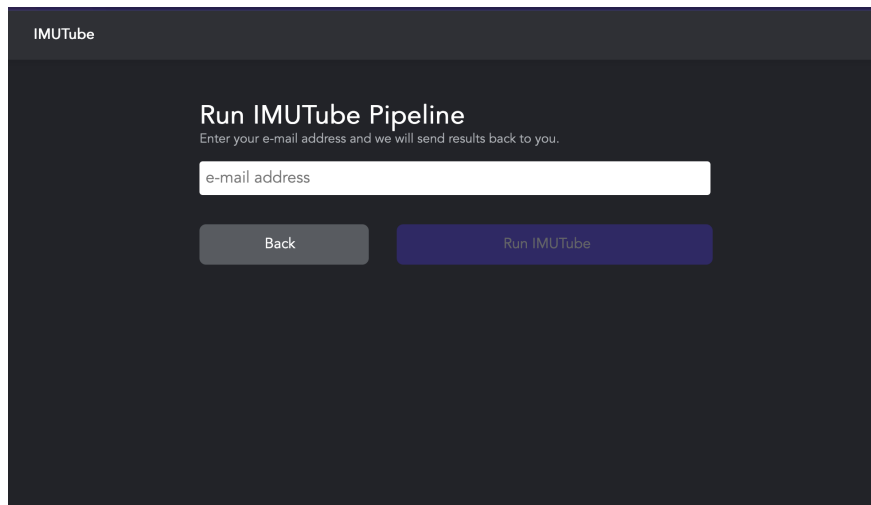 IMUTube
Run IMUTube Pipeline
Enter your e-mail address and we will send results back to you.
e-mail address
Back
Run IMUTube